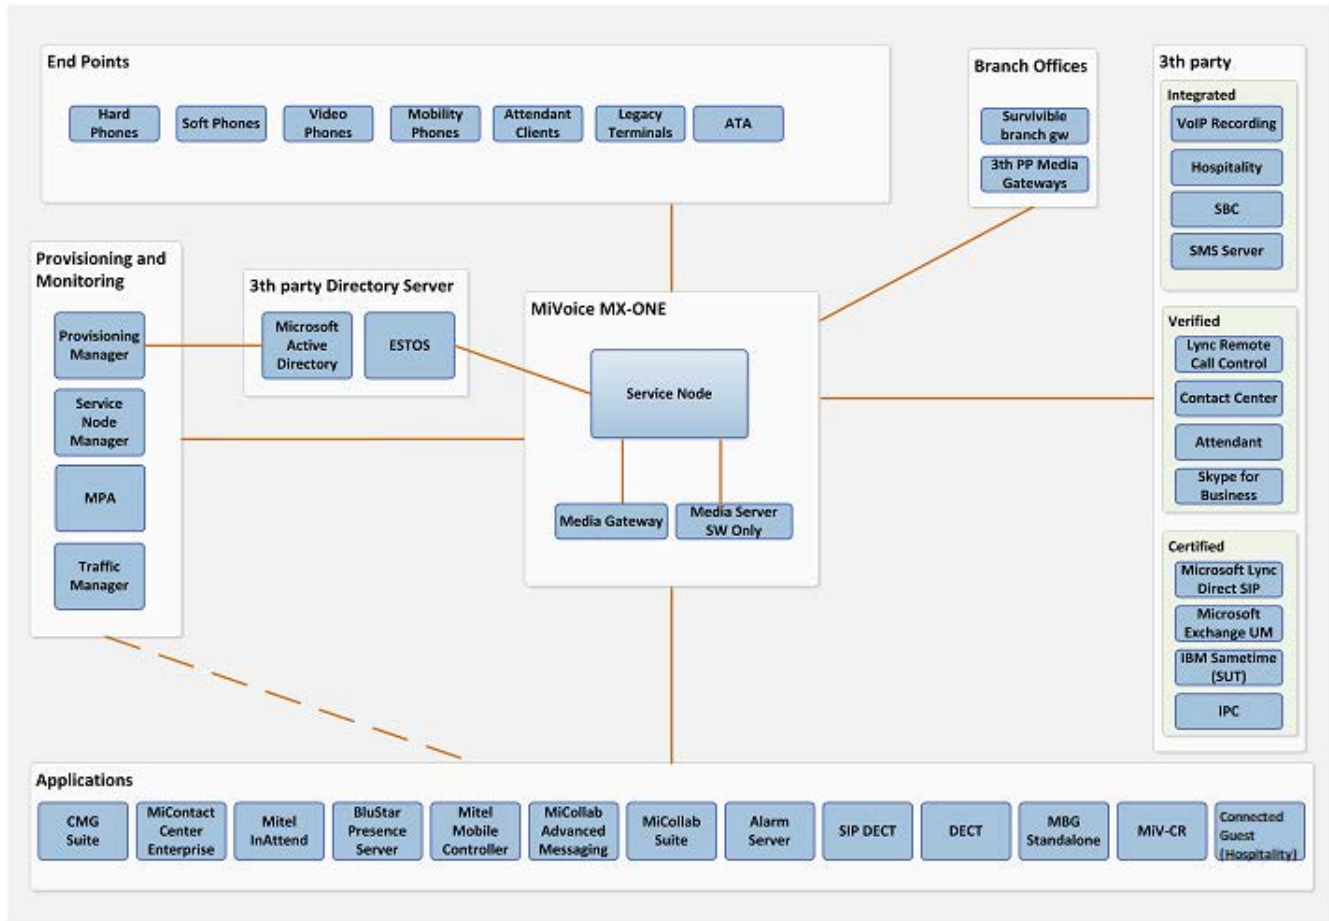 End Points
Hard
Phones
Soft Phones
Video
Phones
Mobility
Phones
Attendant
Clients
Legacy
Terminals
ATA
Branch Offices
Survivible
branch gw
3th PP Media
Gateways
3th party
Integrated
VoIP Recording
Hospitality
SBC
SMS Server
Verified
Lync Remote
Call Control
Contact Center
Attendant
Skype for
Business
Certified
Microsoft Lync
Direct SIP
Microsoft
Exchange UM
IBM Sametime
(SUT)
IPC
Provisioning and
Monitoring
Provisioning
Manager
Service
Node
Manager
MPA
Traffic
Manager
3th party Directory Server
Microsoft
Active
Directory
ESTOS
MiVoice MX-ONE
Service Node
Media Gateway
Media Server
SW Only
Applications
CMG
Suite
MiContact
Center
Enterprise
Mitel
InAttend
BluStar
Presence
Server
Mitel
Mobile
Controller
MiCollab
Advanced
Messaging
MiCollab
Suite
Alarm
Server
SIP DECT
DECT
MBG
Standalone
MiV-CR
Connected
Guest
(Hospitality)